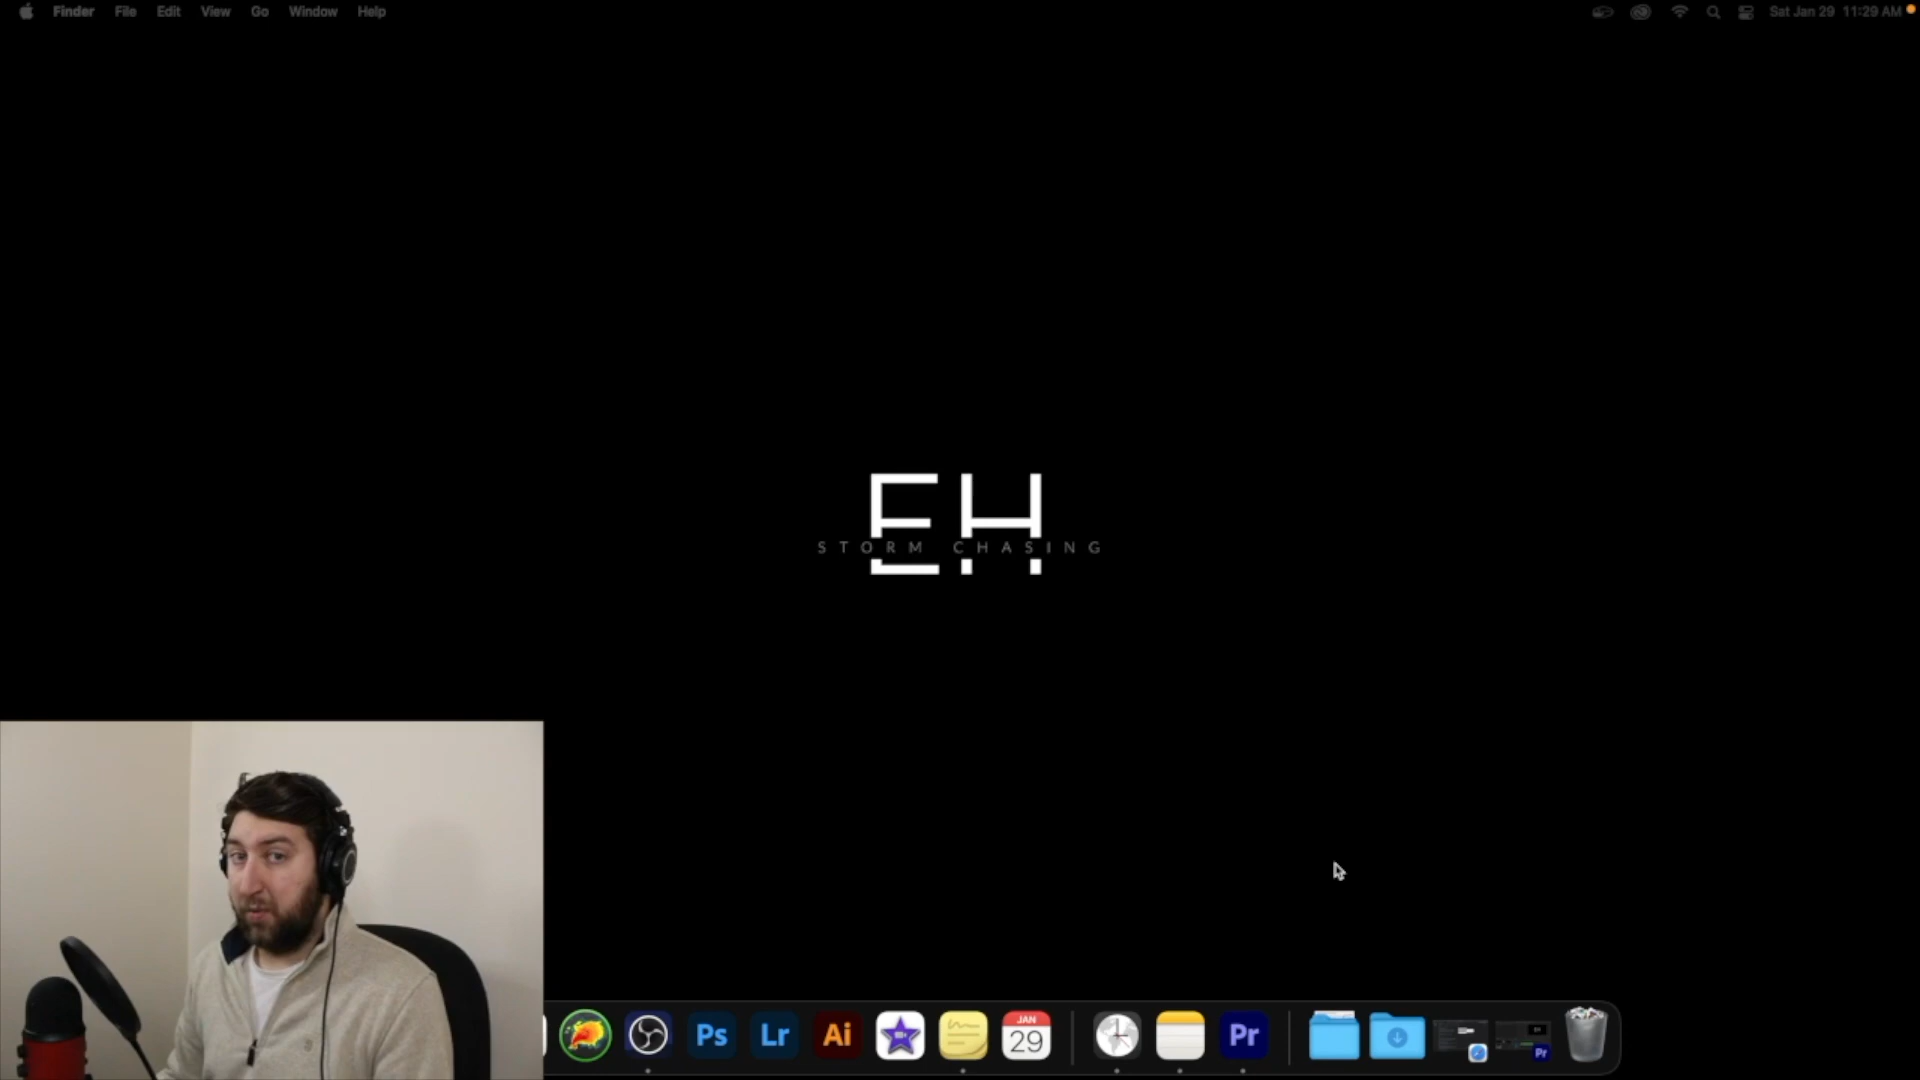 Finder File Edit View Go Window Help Sat Jan 29 11:29 AM
EH
STORM CHASING
Ps Lr Ai JAN 29 Pr Pr